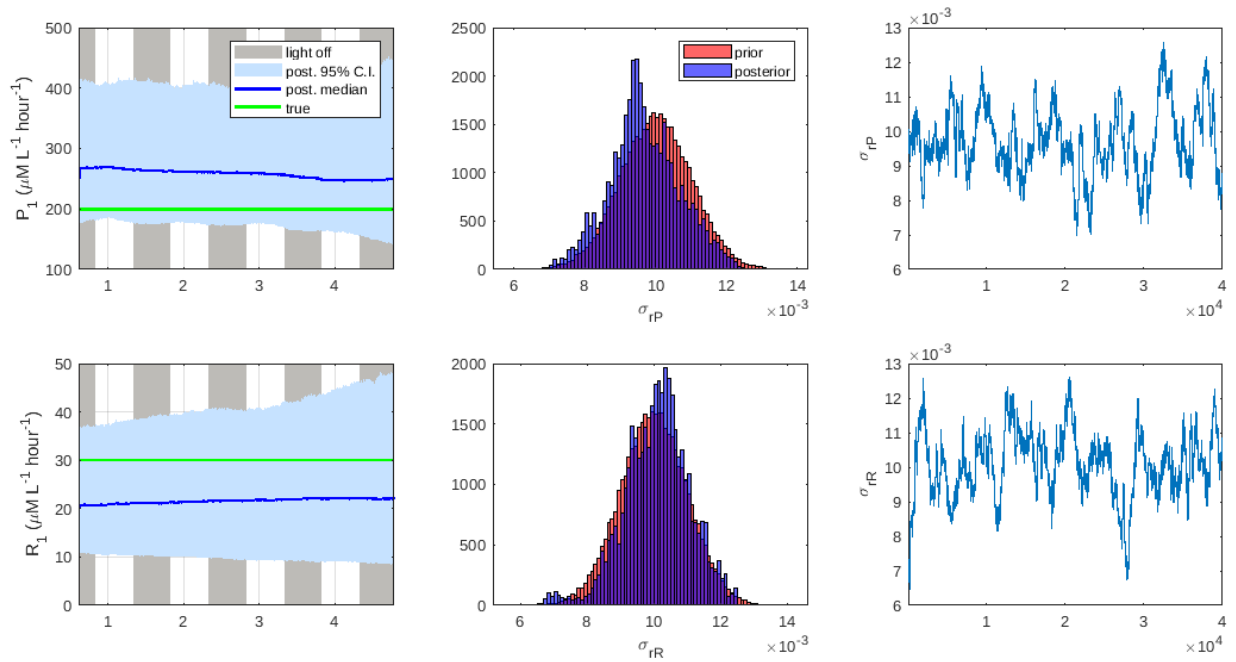 500
400
300
200
100
P1 (μM L-1 hour-1)
1 2 3 4
light off
post. 95% C.I.
post. median
true
2500
2000
1500
1000
500
0
6 8 10 12 14
σrP
×10-3
prior
posterior
×10-3
13
12
11
10
9
8
7
6
σrP
1 2 3 4
×104
50
40
30
20
10
0
R1 (μM L-1 hour-1)
1 2 3 4
2000
1500
1000
500
0
6 8 10 12 14
σrR
×10-3
×10-3
13
12
11
10
9
8
7
6
σrR
1 2 3 4
×104